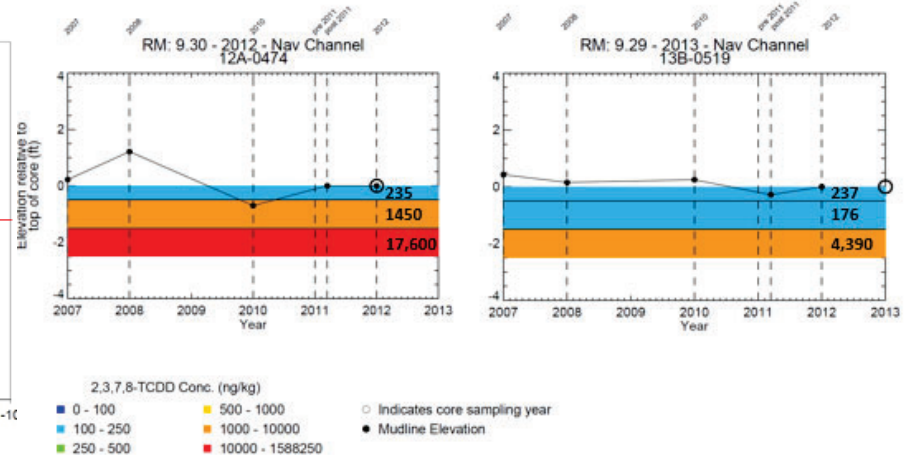 2007 2008 2010 pre 2011 post 2011 2012
RM: 9.30 - 2012 - Nav Channel
12A-0474
Elevation relative to
top of core (ft)
4
2
0
-2
-4
235
1450
17,600
2007 2008 2009 2010 2011 2012 2013
Year
2007 2008 2010 pre 2011 post 2011 2012
RM: 9.29 - 2013 - Nav Channel
13B-0519
4
2
0
-2
-4
237
176
4,390
2007 2008 2009 2010 2011 2012 2013
Year
2,3,7,8-TCDD Conc. (ng/kg)
0 - 100
100 - 250
250 - 500
500 - 1000
1000 - 10000
10000 - 1588250
Indicates core sampling year
Mudline Elevation